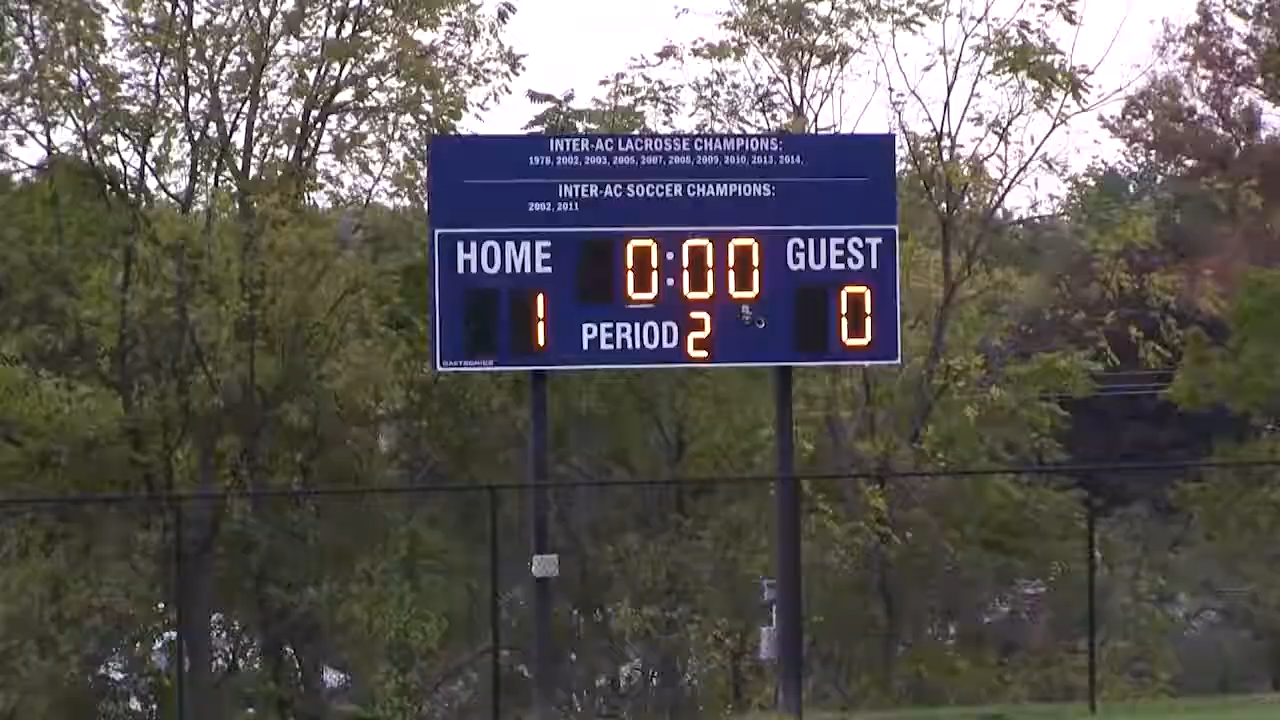 INTER-AC LACROSSE CHAMPIONS:
1978, 2002, 2003, 2005, 2007, 2008, 2009, 2010, 2013, 2014,
INTER-AC SOCCER CHAMPIONS:
2002, 2011
HOME 0:00 GUEST
1 PERIOD 2 0
DAKTRONICS